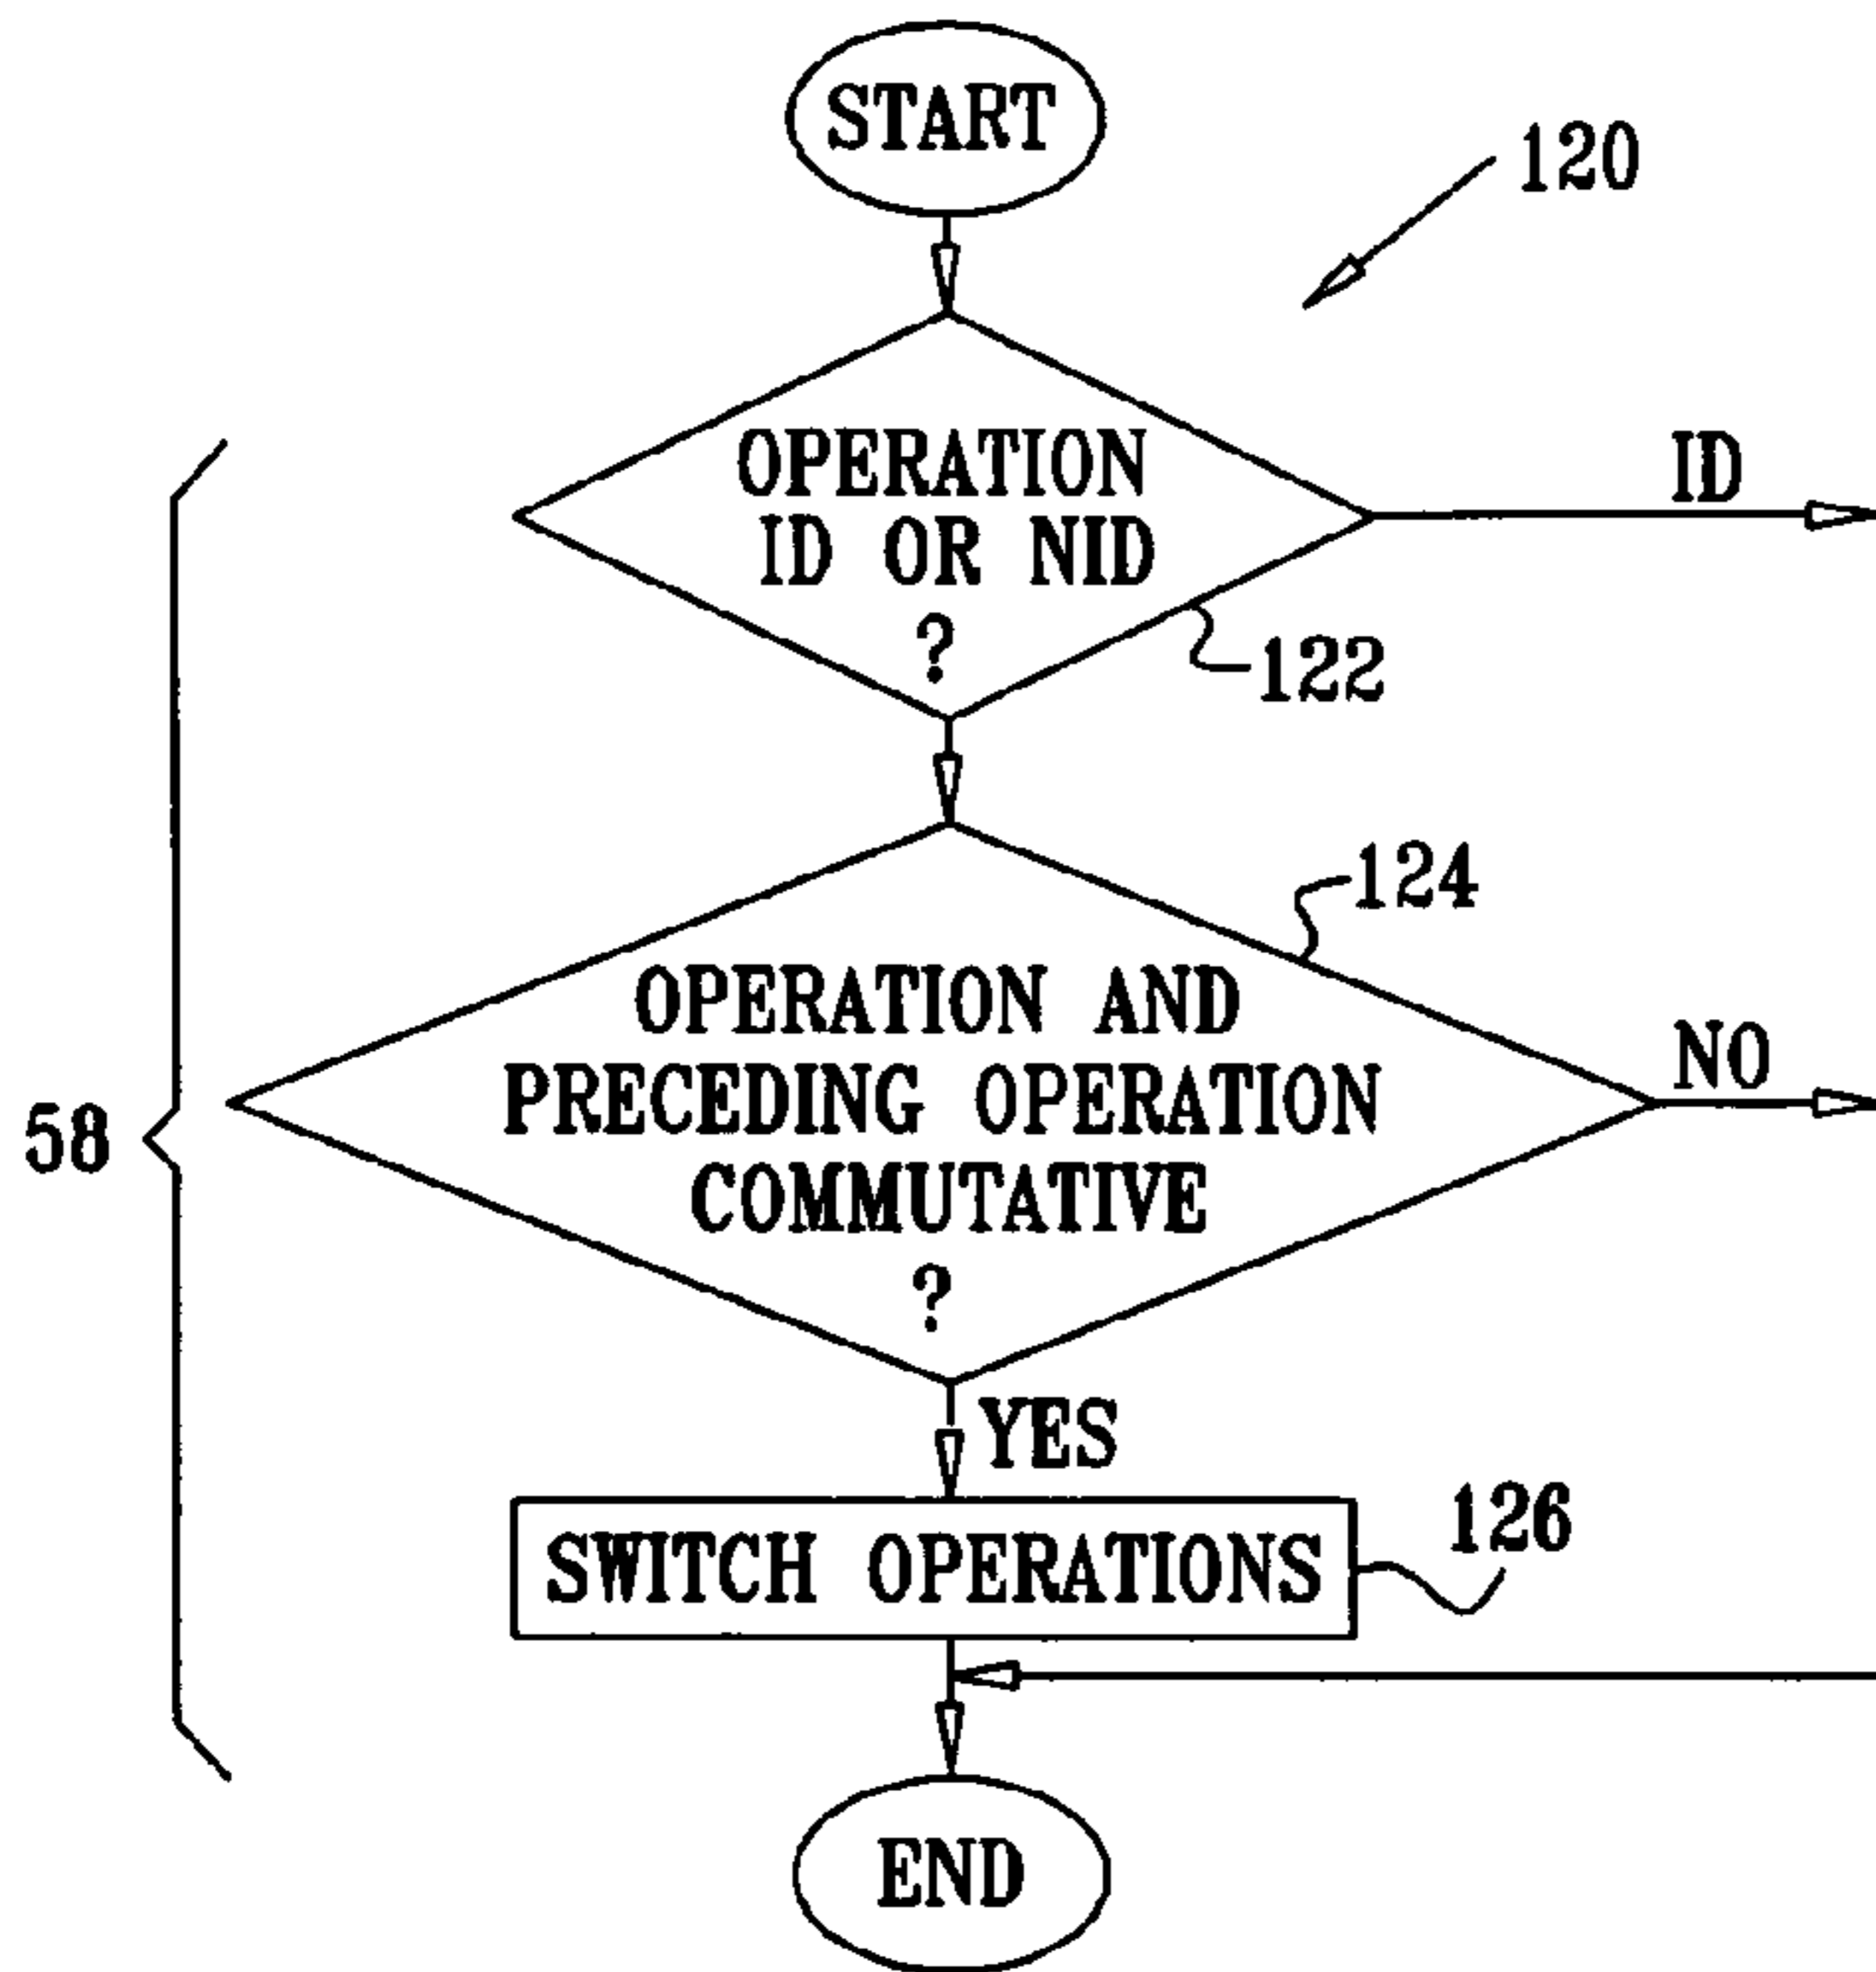 START
120
OPERATION
ID OR NID
?
ID
122
124
OPERATION AND
PRECEDING OPERATION
COMMUTATIVE
?
NO
58
YES
SWITCH OPERATIONS
126
END